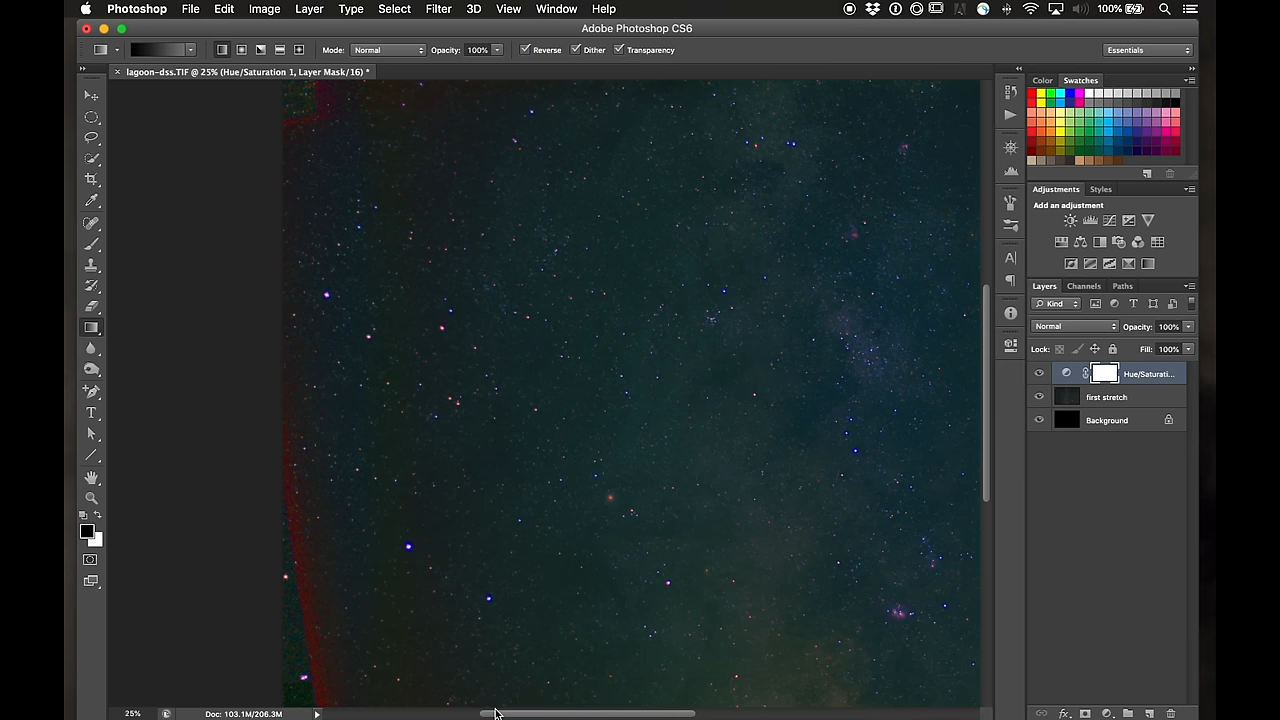 Photoshop File Edit Image Layer Type Select Filter 3D View Window Help 100%
Adobe Photoshop CS6
Mode: Normal Opacity: 100% Reverse Dither Transparency Essentials
lagoon-dss.TIF @ 25% (Hue/Saturation 1, Layer Mask/16) *
Color Swatches
Adjustments Styles
Add an adjustment
Layers Channels Paths
Kind
Normal Opacity: 100%
Lock: Fill: 100%
Hue/Saturati...
first stretch
Background
25% Doc: 103.1M/206.3M